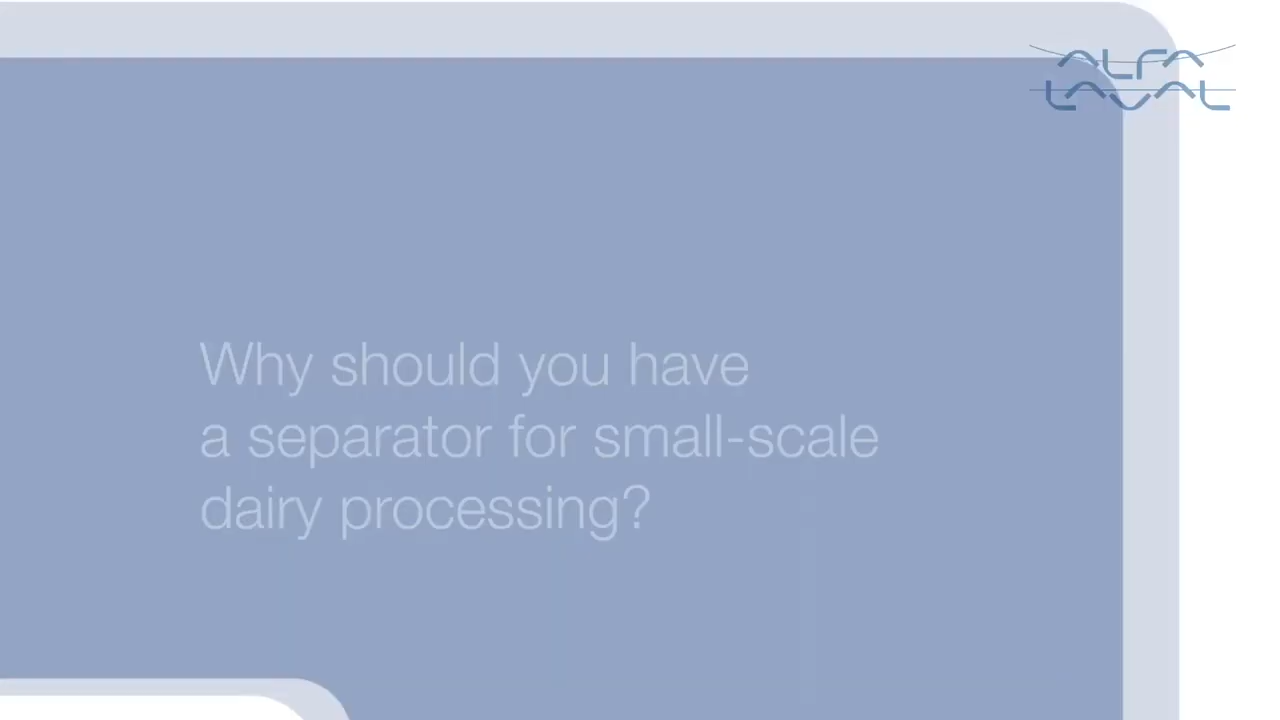 ALFA
LAVAL
Why should you have
a separator for small-scale
dairy processing?